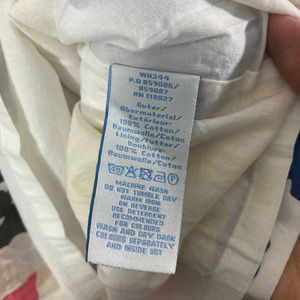 WH344
P.O 859086/
859087
RN 118027
Outer/
Obermaterial/
Extérieur:
100% Cotton/
Baumwolle/Coton
Lining/Futter/
Doublure:
100% Cotton/
Baumwolle/Coton
MACHINE WASH
DO NOT TUMBLE DRY
WARM IRON
ON REVERSE
USE DETERGENT
RECOMMENDED
FOR COLOURS
WASH AND DRY DARK
COLOURS SEPARATELY
AND INSIDE OUT